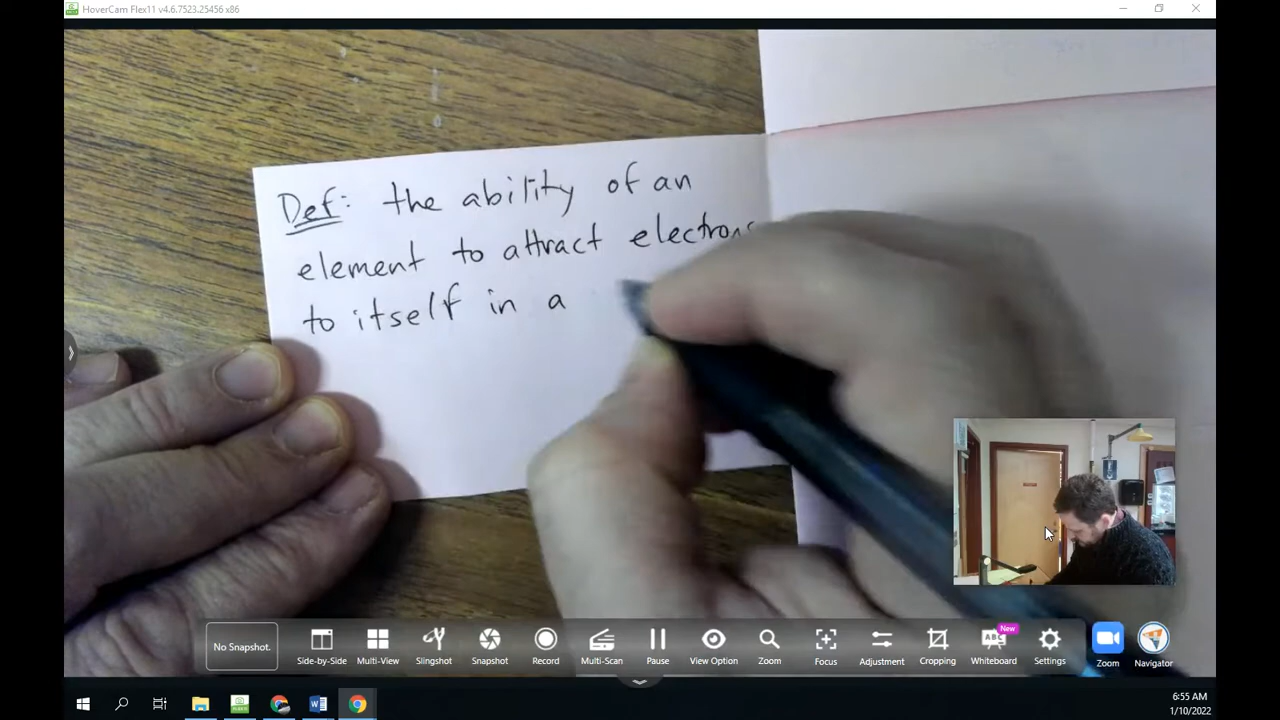 HoverCam Flex11 v4.6.7523.25456 x86
Def: the ability of an
element to attract electrons
to itself in a
No Snapshot.
Side-by-Side Multi-View Slingshot Snapshot Record Multi-Scan Pause View Option Zoom Focus Adjustment Cropping New ABC Whiteboard Settings Zoom Navigator
6:55 AM
1/10/2022